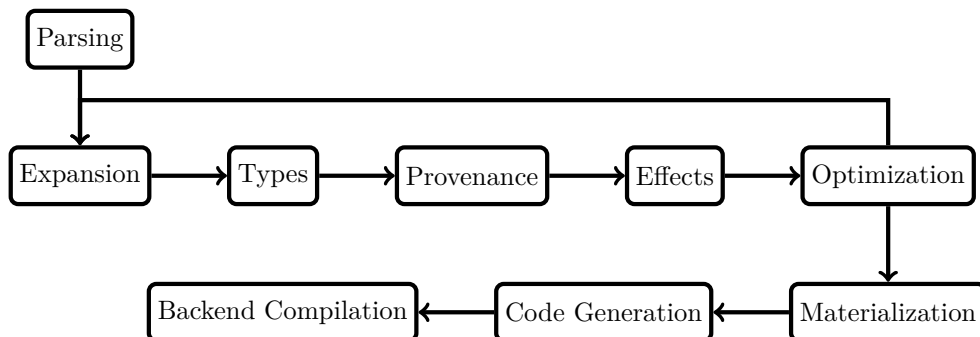 Parsing
Expansion
Types
Provenance
Effects
Optimization
Backend Compilation
Code Generation
Materialization